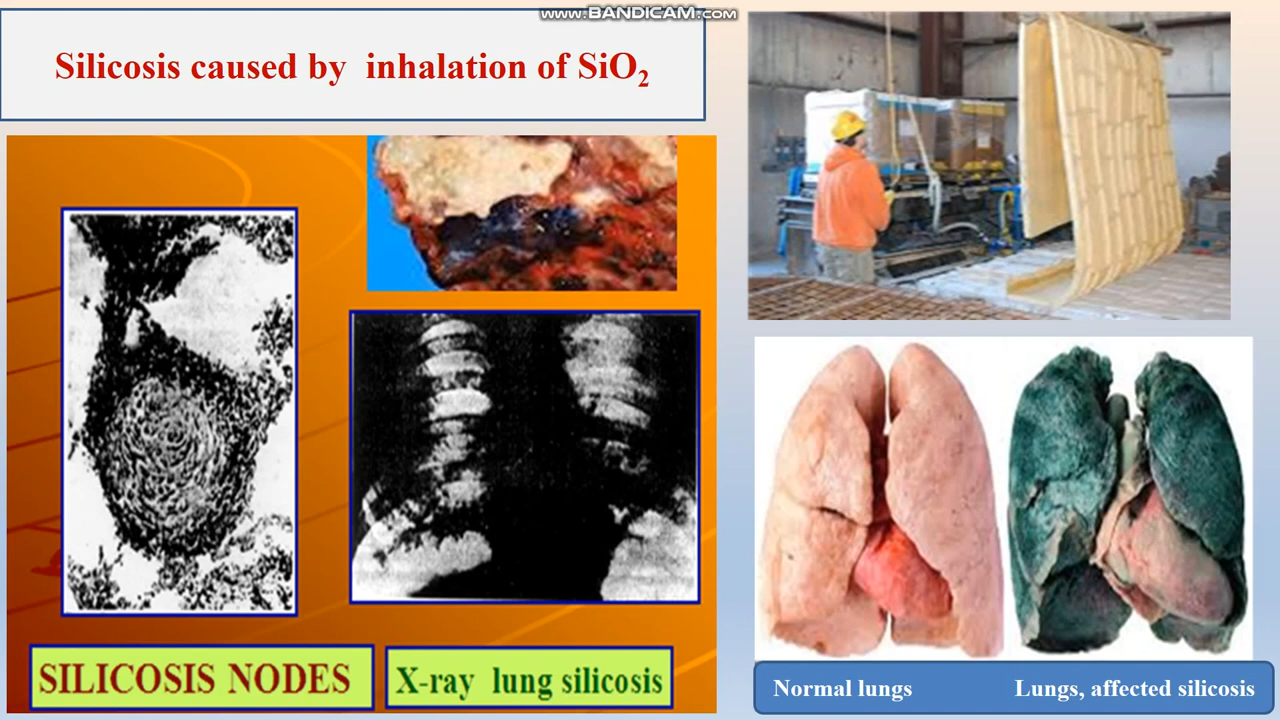 www.BANDICAM.com
Silicosis caused by inhalation of SiO₂
SILICOSIS NODES
X-ray lung silicosis
Normal lungs
Lungs, affected silicosis